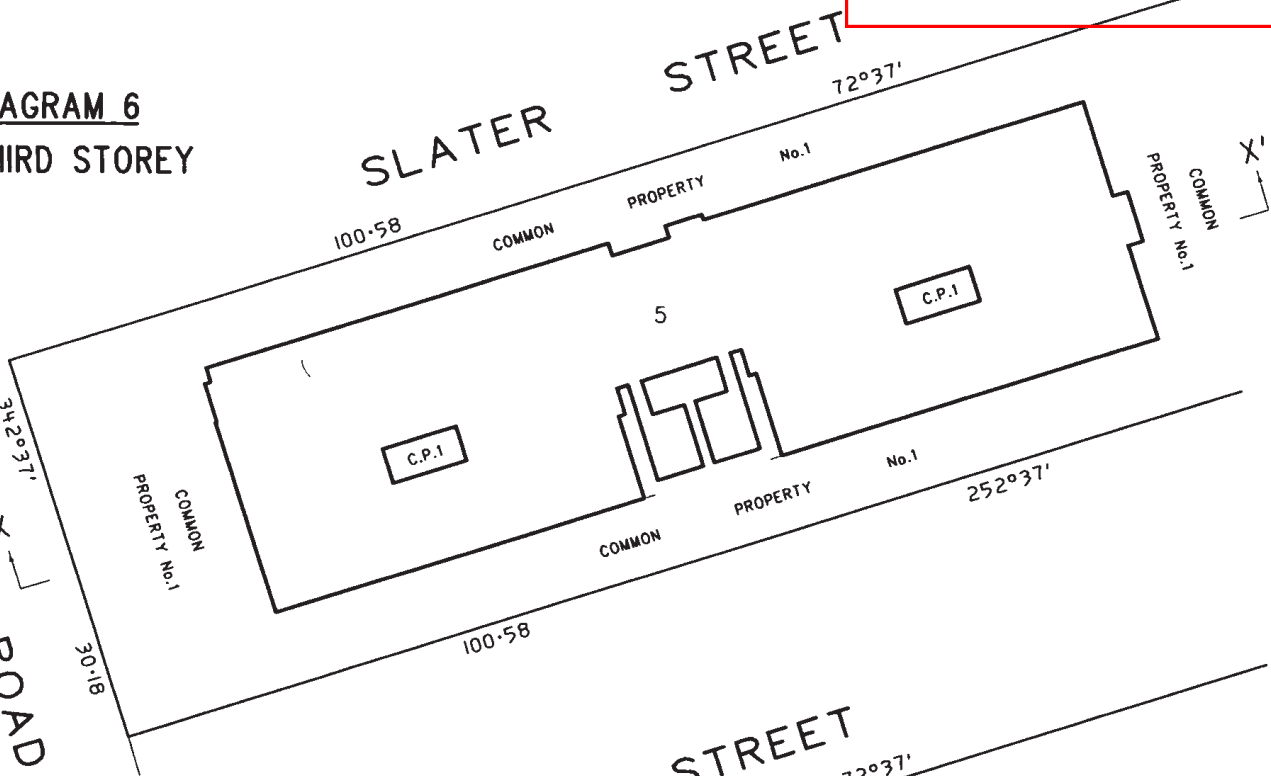 AGRAM 6
HIRD STOREY
SLATER STREET
72°37'
100·58
COMMON PROPERTY No.1
X'
COMMON
PROPERTY No.1
5
C.P.1
C.P.1
342°37'
COMMON
PROPERTY No.1
X
COMMON PROPERTY No.1
252°37'
100·58
30·18
ROAD
STREET
72°37'